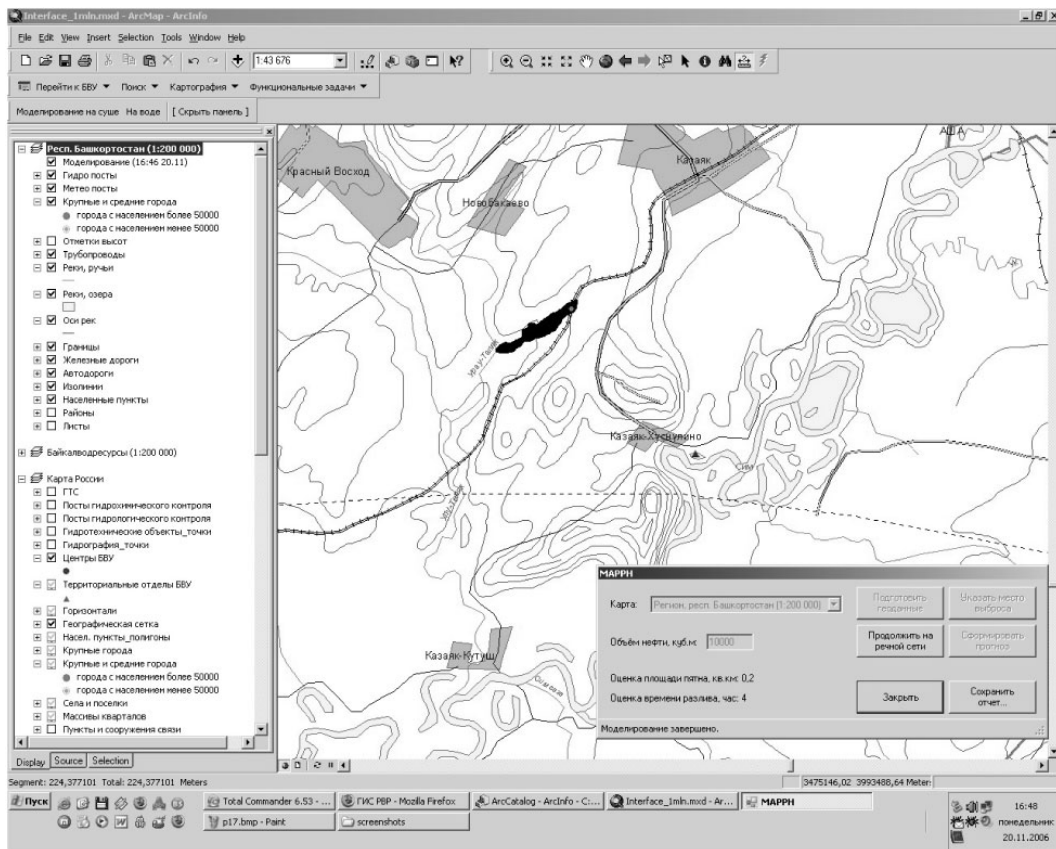 Interface_1mln.mxd - ArcMap - ArcInfo
File Edit View Insert Selection Tools Window Help
1:43 676
Перейти к БВУ Поиск Картография Функциональные задачи
Моделирование на суше На воде [ Скрыть панель ]
Респ. Башкортостан (1:200 000)
Моделирование (16:46 20.11)
Гидро посты
Метео посты
Крупные и средние города
города с населением более 50000
города с населением менее 50000
Отметки высот
Трубопроводы
Реки, ручьи
Реки, озера
Оси рек
Границы
Железные дороги
Автодороги
Изолинии
Населенные пункты
Районы
Листы
Байкалводресурсы (1:200 000)
Карта России
ГТС
Посты гидрохимического контроля
Посты гидрологического контроля
Гидротехнические объекты_точки
Гидрография_точки
Центры БВУ
Территориальные отделы БВУ
Горизонтали
Географическая сетка
Насел. пункты_полигоны
Крупные города
Крупные и средние города
города с населением более 50000
города с населением менее 50000
Села и поселки
Массивы кварталов
Пункты и сооружения связи
Display Source Selection
АША
Казаяк
Красный Восход
Новобакаево
Казаяк-Хуснулино
Сим
Казаяк-Кутуш
MAPPH
Карта: Регион. респ. Башкортостан (1:200 000)
Подготовить геоданные
Указать место выброса
Объём нефти, куб.м: 10000
Продолжить на речной сети
Сформировать прогноз
Оценка площади пятна, кв.км: 0,2
Оценка времени разлива, час: 4
Закрыть
Сохранить отчет...
Моделирование завершено.
Segment: 224,377101 Total: 224,377101 Meters
3475146,02 3993488,64 Meter
Пуск
Total Commander 6.53 - ...
ГИС РВР - Mozilla Firefox
ArcCatalog - ArcInfo - C:...
Interface_1mln.mxd - Ar...
MAPPH
p17.bmp - Paint
screenshots
16:48
понедельник
20.11.2006